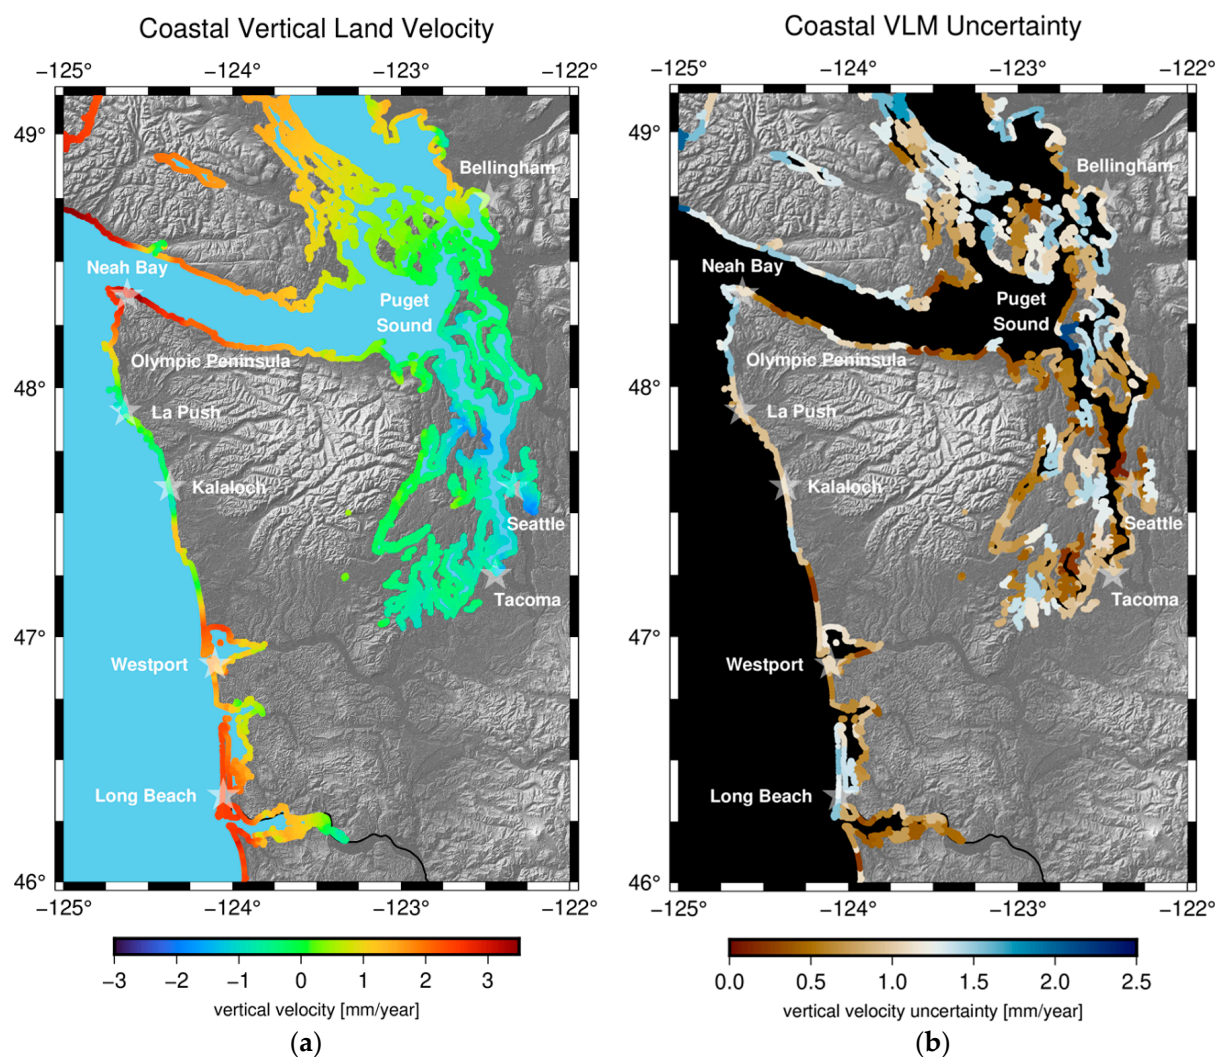 Coastal Vertical Land Velocity
−125° −124° −123° −122°
49°
48°
47°
46°
Bellingham
Neah Bay
Puget
Sound
Olympic Peninsula
La Push
Kalaloch
Seattle
Tacoma
Westport
Long Beach
−125° −124° −123° −122°
−3 −2 −1 0 1 2 3
vertical velocity [mm/year]
(a)
Coastal VLM Uncertainty
−125° −124° −123° −122°
49°
48°
47°
46°
Bellingham
Neah Bay
Puget
Sound
Olympic Peninsula
La Push
Kalaloch
Seattle
Tacoma
Westport
Long Beach
−125° −124° −123° −122°
0.0 0.5 1.0 1.5 2.0 2.5
vertical velocity uncertainty [mm/year]
(b)